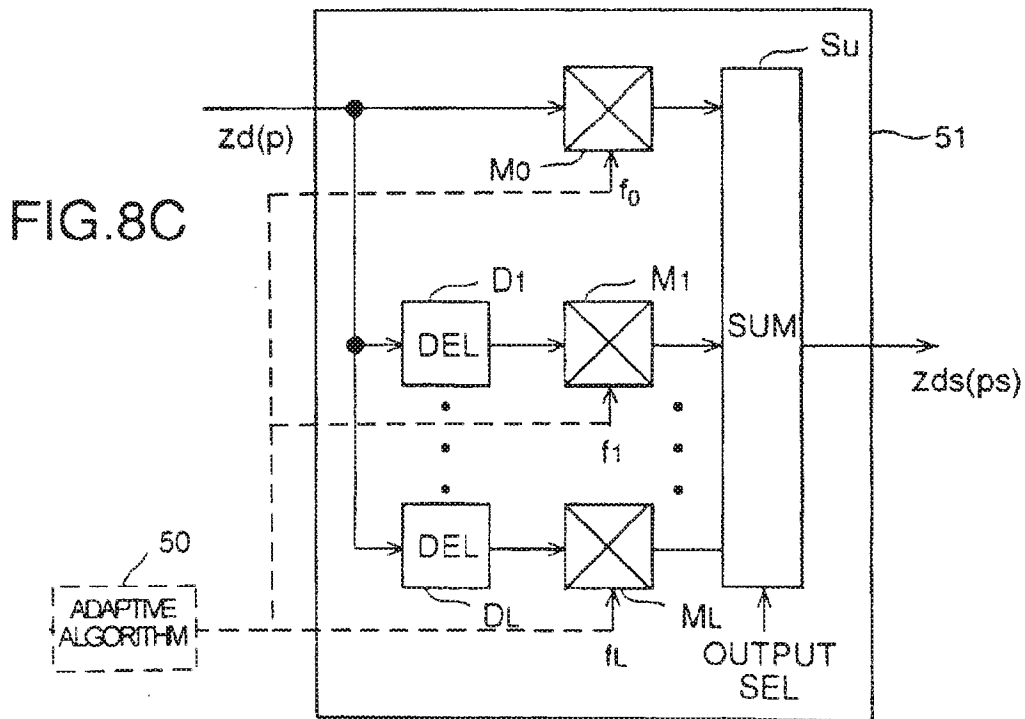 Su
zd(p)
51
M0
f0
FIG.8C
D1
M1
DEL
SUM
zds(ps)
f1
50
DEL
ADAPTIVE
ALGORITHM
DL
ML
fL
OUTPUT
SEL